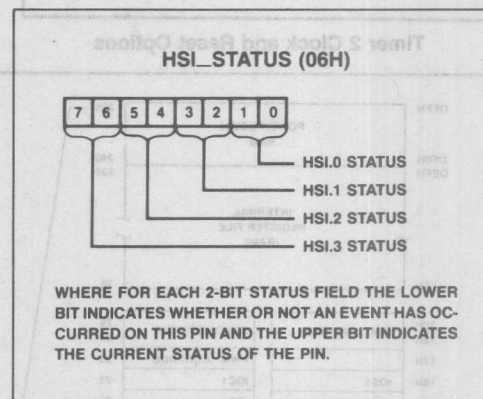 HSI_STATUS (06H)
7 6 5 4 3 2 1 0
HSI.0 STATUS
HSI.1 STATUS
HSI.2 STATUS
HSI.3 STATUS
WHERE FOR EACH 2-BIT STATUS FIELD THE LOWER
BIT INDICATES WHETHER OR NOT AN EVENT HAS OC-
CURRED ON THIS PIN AND THE UPPER BIT INDICATES
THE CURRENT STATUS OF THE PIN.